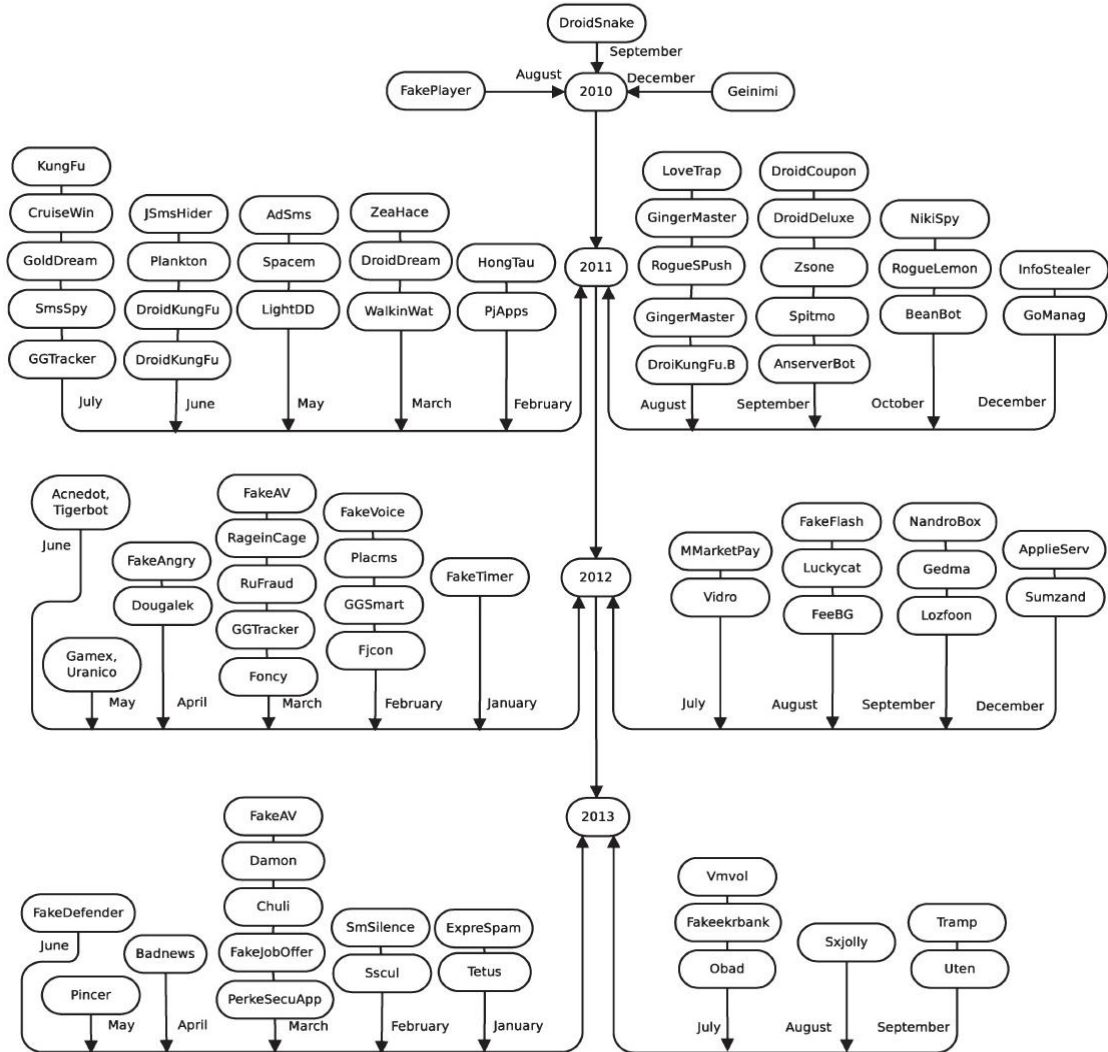 DroidSnake
September
August
December
FakePlayer
2010
Geinimi
KungFu
CruiseWin
GoldDream
SmsSpy
GGTracker
July
JSmsHider
Plankton
DroidKungFu
DroidKungFu
June
AdSms
Spacem
LightDD
May
ZeaHace
DroidDream
WalkinWat
March
HongTau
PjApps
February
2011
LoveTrap
GingerMaster
RogueSPush
GingerMaster
DroiKungFu.B
August
DroidCoupon
DroidDeluxe
Zsone
Spitmo
AnserverBot
September
NikiSpy
RogueLemon
BeanBot
October
InfoStealer
GoManag
December
Acnedot,
Tigerbot
June
Gamex,
Uranico
May
FakeAngry
Dougalek
April
FakeAV
RageinCage
RuFraud
GGTracker
Foncy
March
FakeVoice
Placms
GGSmart
Fjcon
February
FakeTimer
January
2012
MMarketPay
Vidro
July
FakeFlash
Luckycat
FeeBG
August
NandroBox
Gedma
Lozfoon
September
ApplieServ
Sumzand
December
FakeDefender
June
Pincer
May
Badnews
April
FakeAV
Damon
Chuli
FakeJobOffer
PerkeSecuApp
March
SmSilence
Sscul
February
ExpreSpam
Tetus
January
2013
Vmvol
Fakeekrbank
Obad
July
Sxjolly
August
Tramp
Uten
September